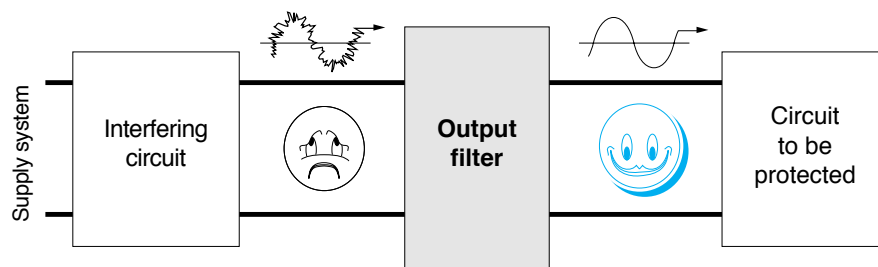 Supply system
Interfering
circuit
Output
filter
Circuit
to be
protected